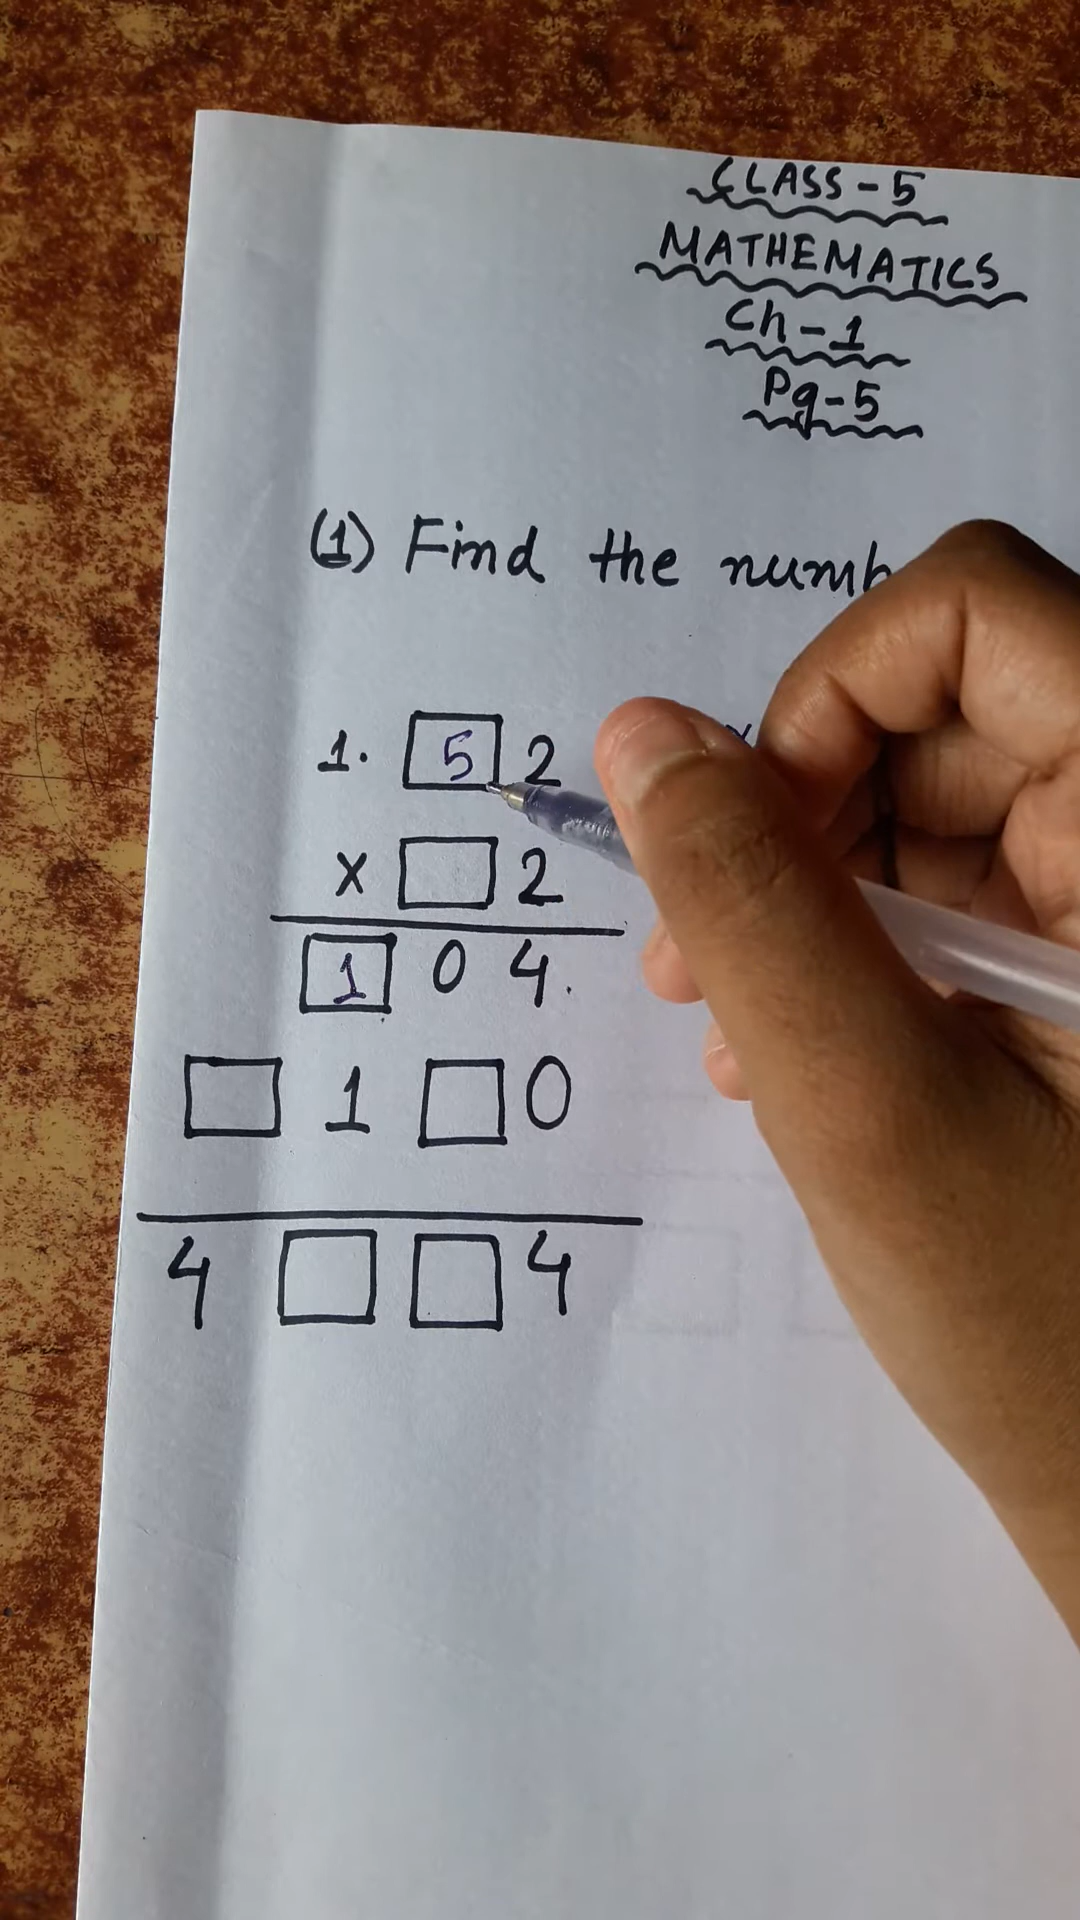 CLASS-5
MATHEMATICS
Ch-1
Pg-5
(1) Find the
1. 5 2
x □ 2
1 0 4.
□ 1 □ 0
4 □ □ 4